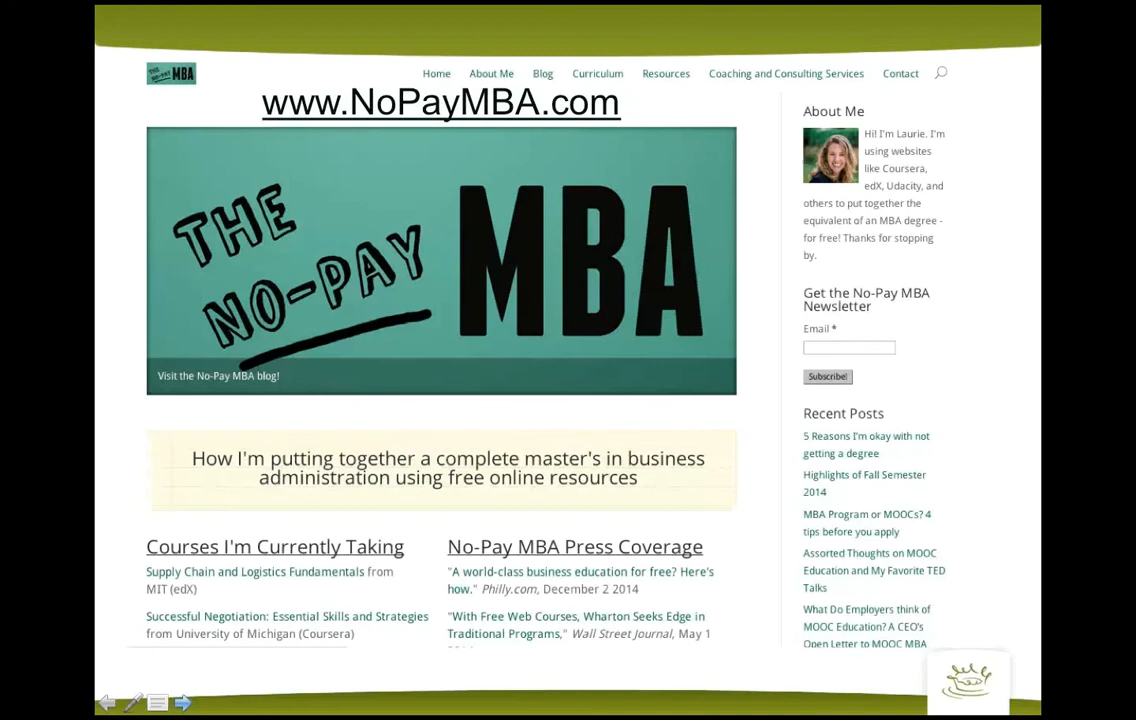 THE NO-PAY MBA
Home About Me Blog Curriculum Resources Coaching and Consulting Services Contact
www.NoPayMBA.com
THE
NO-PAY
MBA
Visit the No-Pay MBA blog!
How I'm putting together a complete master's in business
administration using free online resources
Courses I'm Currently Taking
Supply Chain and Logistics Fundamentals from
MIT (edX)
Successful Negotiation: Essential Skills and Strategies
from University of Michigan (Coursera)
No-Pay MBA Press Coverage
"A world-class business education for free? Here's
how." Philly.com, December 2 2014
"With Free Web Courses, Wharton Seeks Edge in
Traditional Programs," Wall Street Journal, May 1
About Me
Hi! I'm Laurie. I'm
using websites
like Coursera,
edX, Udacity, and
others to put together the
equivalent of an MBA degree -
for free! Thanks for stopping
by.
Get the No-Pay MBA
Newsletter
Email *
Subscribe!
Recent Posts
5 Reasons I'm okay with not
getting a degree
Highlights of Fall Semester
2014
MBA Program or MOOCs? 4
tips before you apply
Assorted Thoughts on MOOC
Education and My Favorite TED
Talks
What Do Employers think of
MOOC Education? A CEO's
Open Letter to MOOC MBA